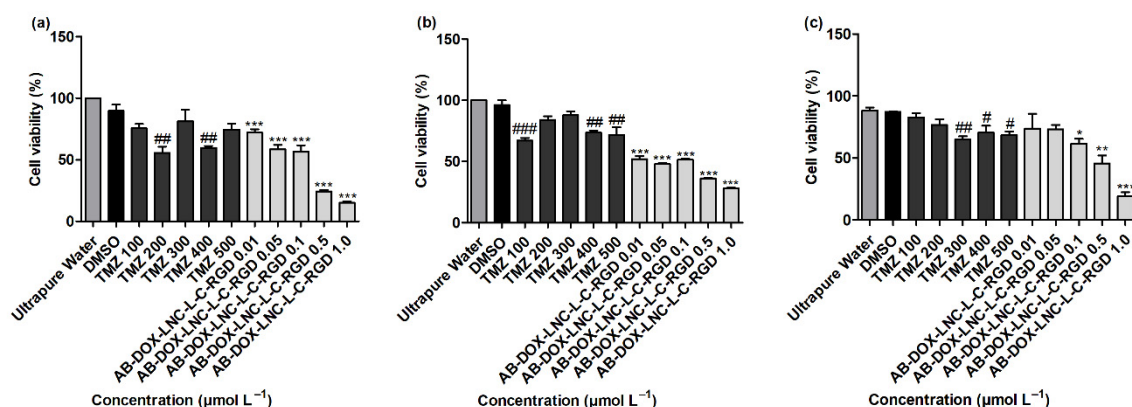 (a)
Cell viability (%)
150
100
50
0
##
##
***
***
***
***
***
Ultrapure Water
DMSO
TMZ 100
TMZ 200
TMZ 300
TMZ 400
TMZ 500
AB-DOX-LNC-L-C-RGD 0.01
AB-DOX-LNC-L-C-RGD 0.05
AB-DOX-LNC-L-C-RGD 0.1
AB-DOX-LNC-L-C-RGD 0.5
AB-DOX-LNC-L-C-RGD 1.0
Concentration (µmol L⁻¹)
(b)
Cell viability (%)
150
100
50
0
###
##
##
***
***
***
***
***
Ultrapure Water
DMSO
TMZ 100
TMZ 200
TMZ 300
TMZ 400
TMZ 500
AB-DOX-LNC-L-C-RGD 0.01
AB-DOX-LNC-L-C-RGD 0.05
AB-DOX-LNC-L-C-RGD 0.1
AB-DOX-LNC-L-C-RGD 0.5
AB-DOX-LNC-L-C-RGD 1.0
Concentration (µmol L⁻¹)
(c)
Cell viability (%)
150
100
50
0
##
#
#
*
**
***
Ultrapure Water
DMSO
TMZ 100
TMZ 200
TMZ 300
TMZ 400
TMZ 500
AB-DOX-LNC-L-C-RGD 0.01
AB-DOX-LNC-L-C-RGD 0.05
AB-DOX-LNC-L-C-RGD 0.1
AB-DOX-LNC-L-C-RGD 0.5
AB-DOX-LNC-L-C-RGD 1.0
Concentration (µmol L⁻¹)